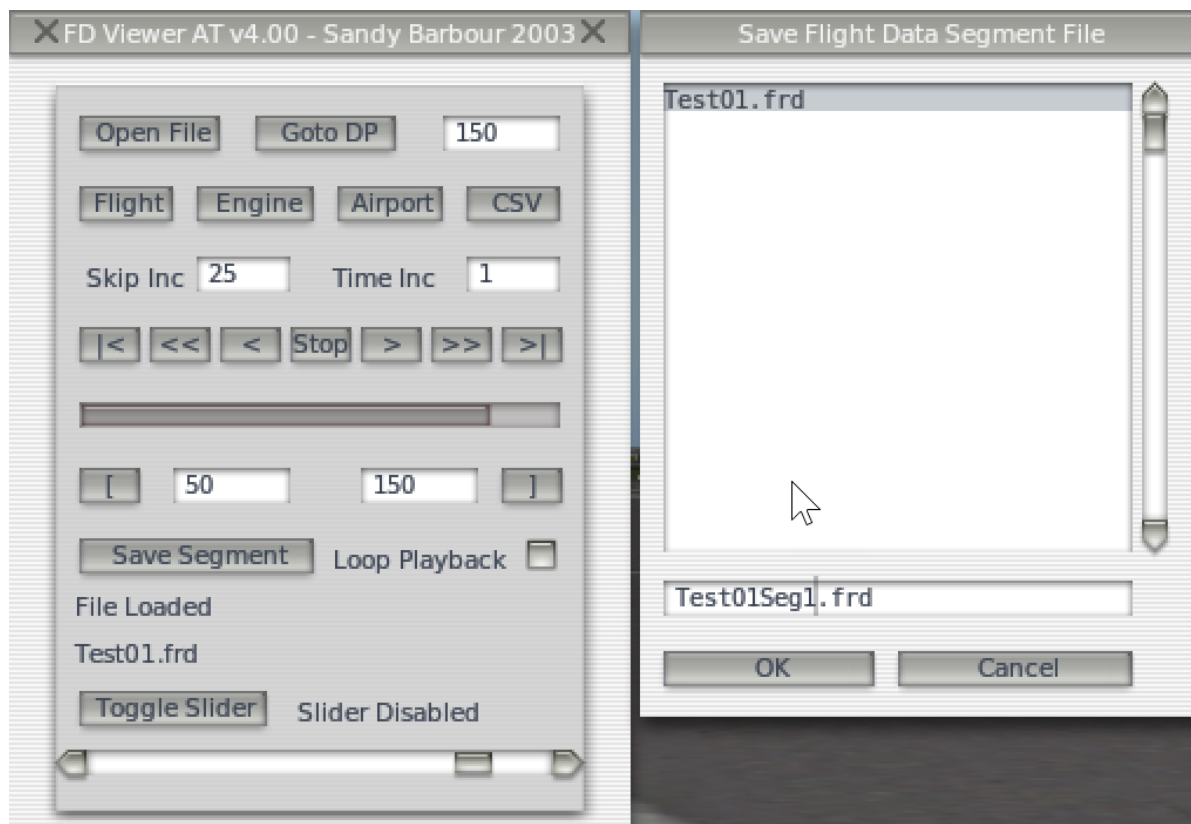 FD Viewer AT v4.00 - Sandy Barbour 2003
Open File Goto DP 150
Flight Engine Airport CSV
Skip Inc 25 Time Inc 1
|< << < Stop > >> >|
[ 50 150 ]
Save Segment Loop Playback
File Loaded
Test01.frd
Toggle Slider Slider Disabled
Save Flight Data Segment File
Test01.frd
Test01Seg1.frd
OK Cancel